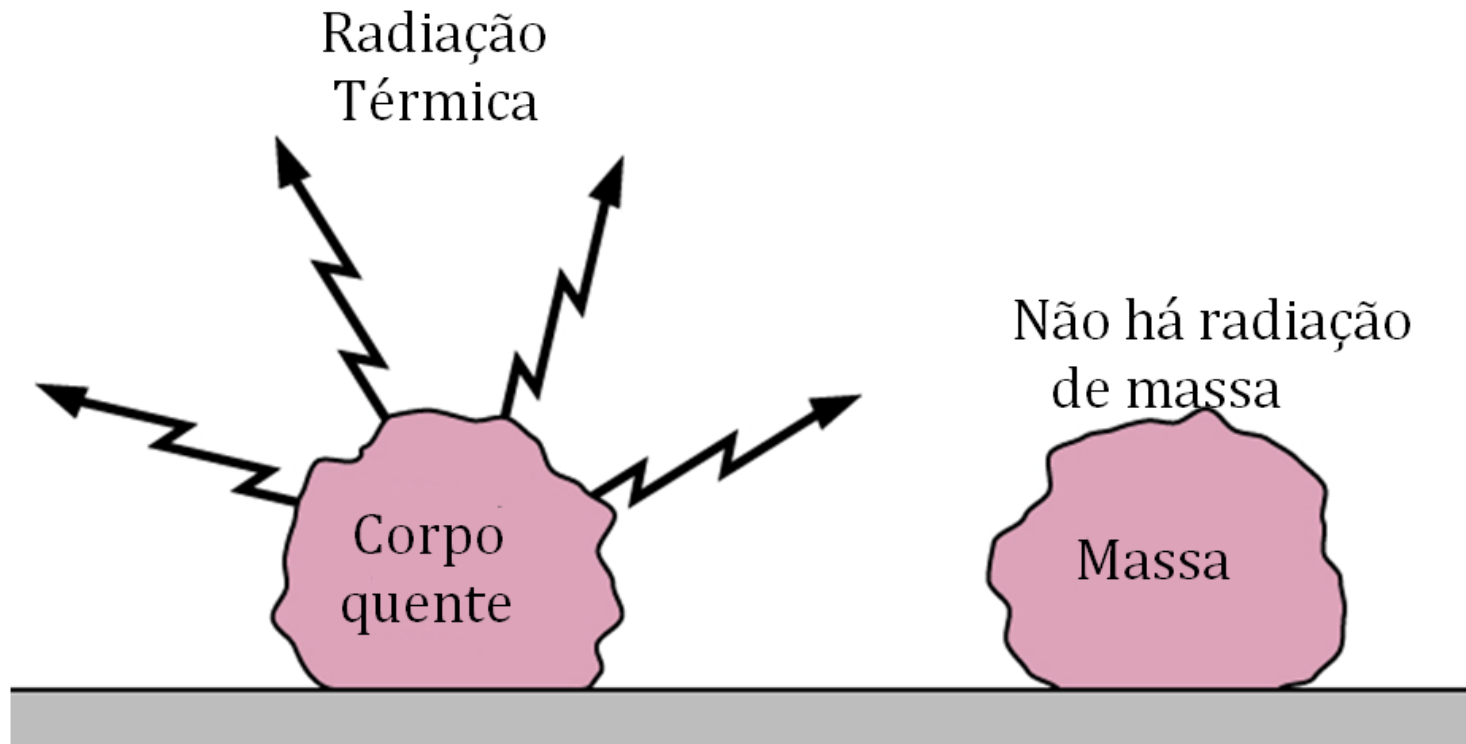 Radiação
Térmica
Não há radiação
de massa
Corpo
quente
Massa